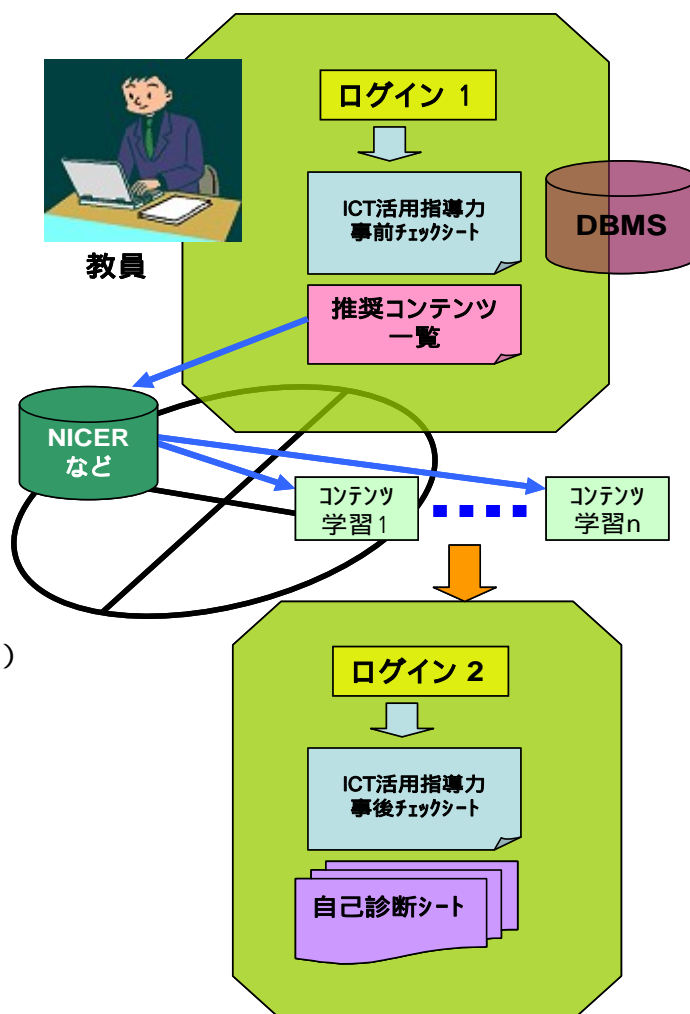 ログイン 1
ICT活用指導力
事前ﾁｪｯｸｼｰﾄ
DBMS
教員
推奨コンテンツ
一覧
NICER
など
ｺﾝﾃﾝﾂ
学習1
ｺﾝﾃﾝﾂ
学習n
）
ログイン 2
ICT活用指導力
事後ﾁｪｯｸｼｰﾄ
自己診断ｼｰﾄ